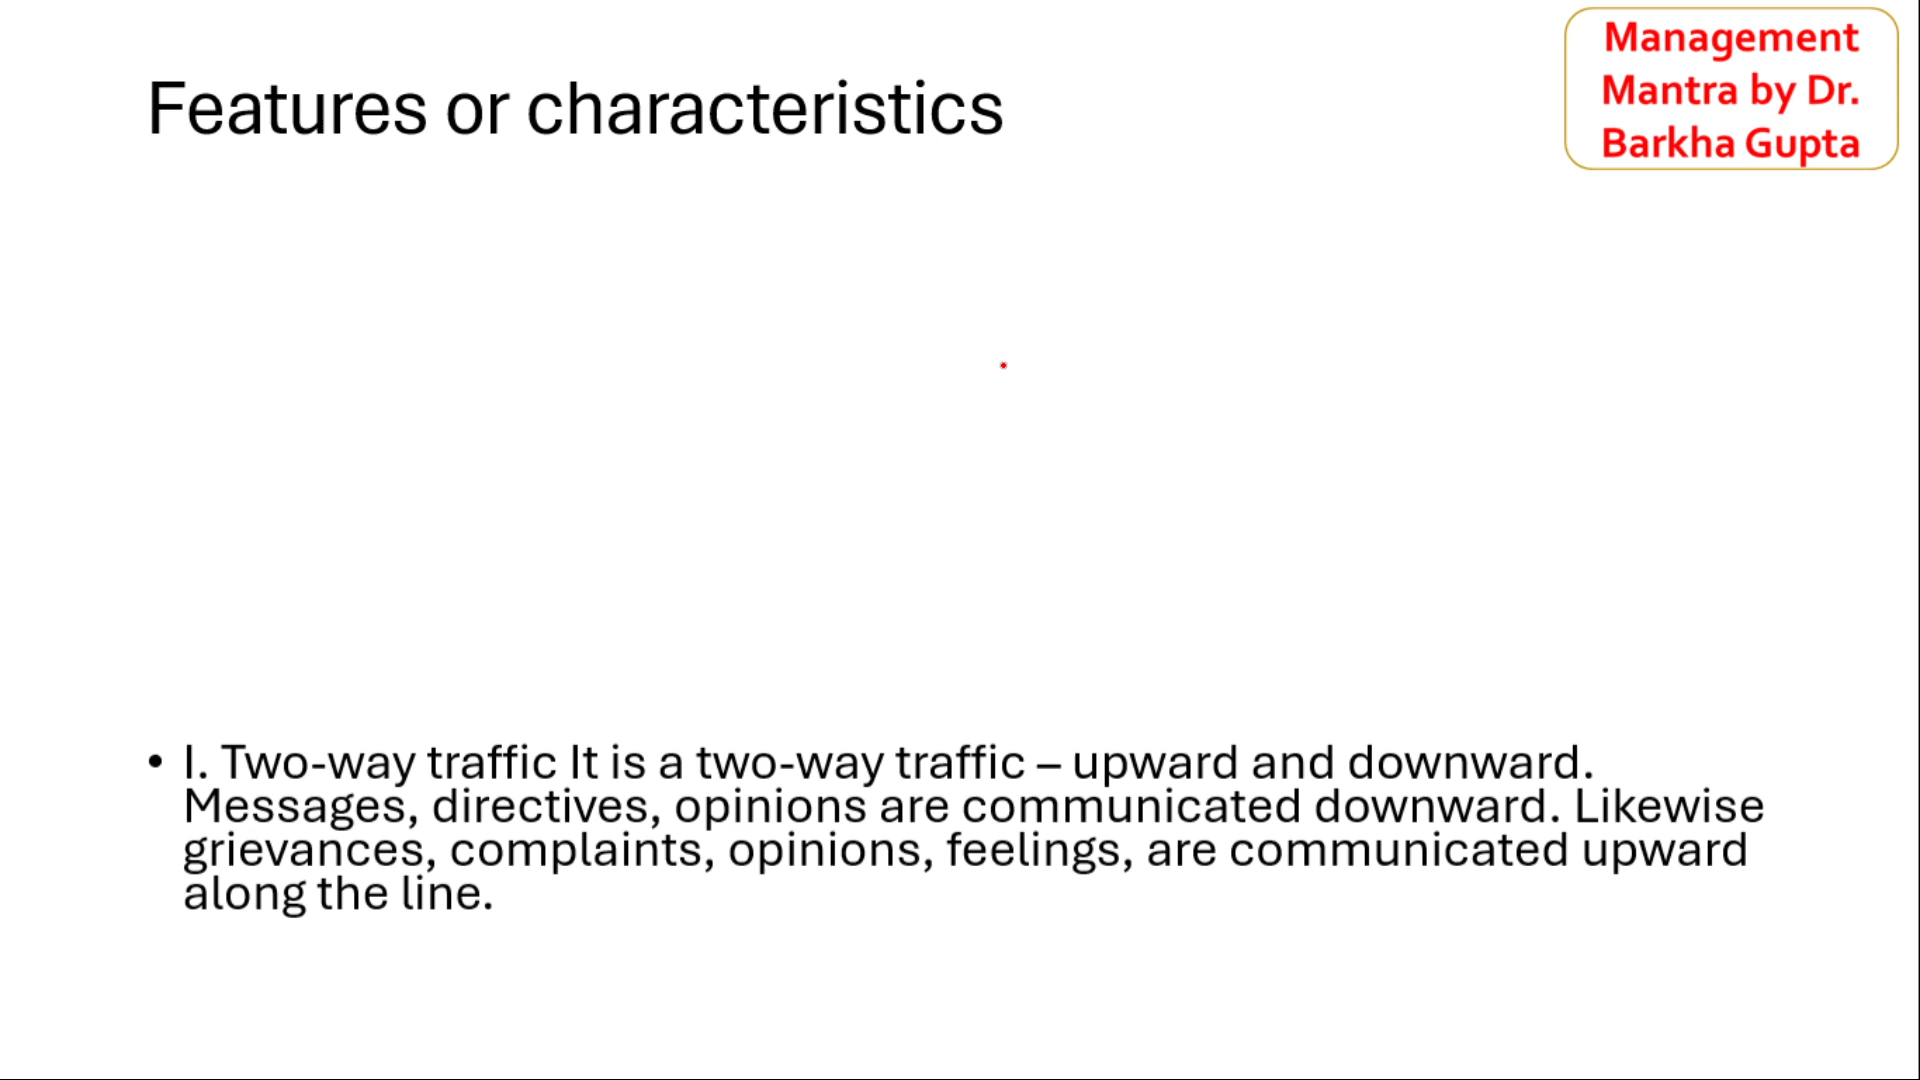 Features or characteristics
Management
Mantra by Dr.
Barkha Gupta
• I. Two-way traffic It is a two-way traffic – upward and downward.
Messages, directives, opinions are communicated downward. Likewise
grievances, complaints, opinions, feelings, are communicated upward
along the line.